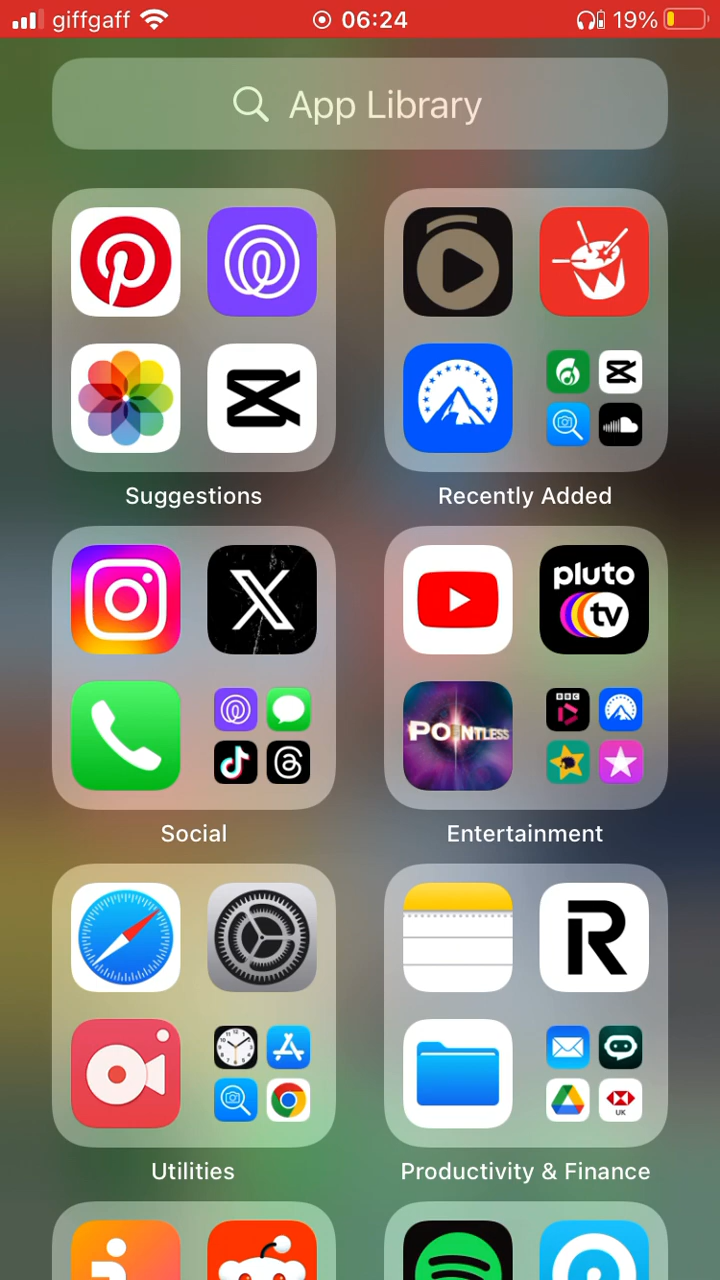 giffgaff 06:24 19%
App Library
Suggestions Recently Added
pluto
tv
POINTLESS
BBC
Social Entertainment
R
UK
Utilities Productivity & Finance